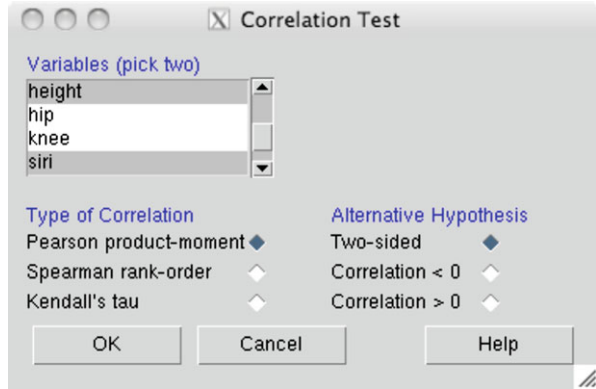 Correlation Test
Variables (pick two)
height
hip
knee
siri
Type of Correlation
Pearson product-moment
Spearman rank-order
Kendall's tau
Alternative Hypothesis
Two-sided
Correlation < 0
Correlation > 0
OK
Cancel
Help